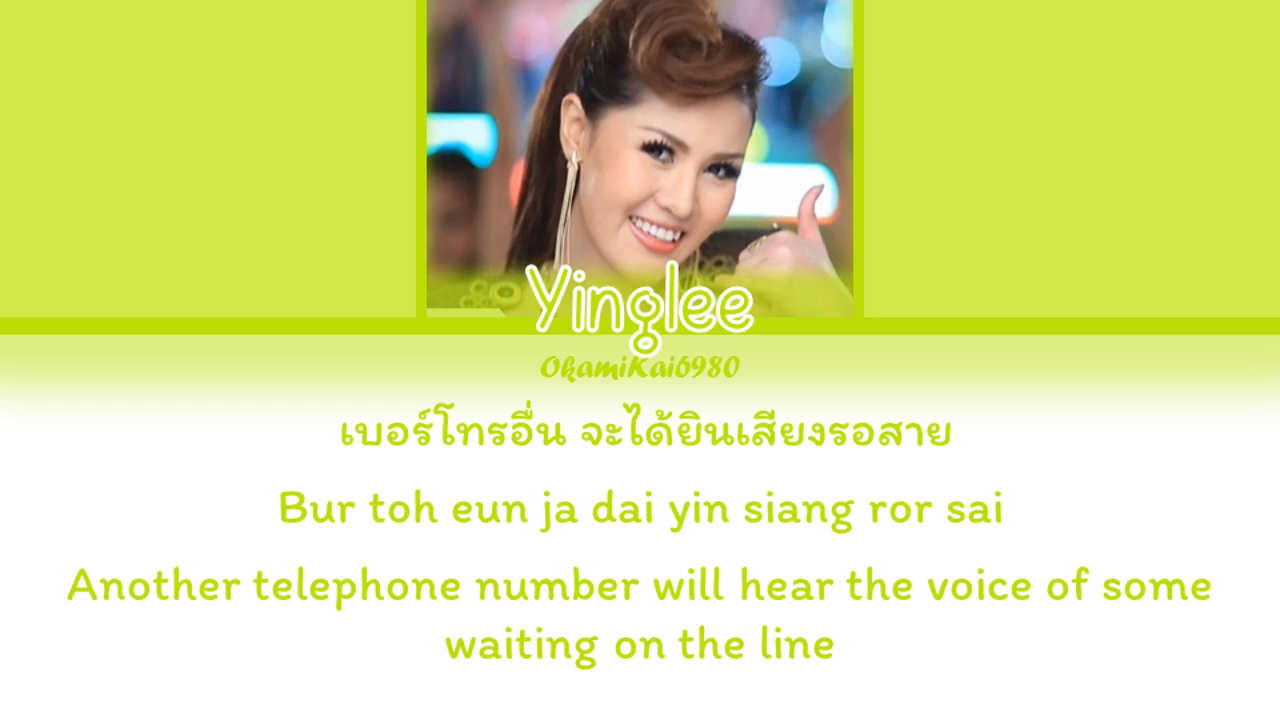 Yinglee
OkamiKai6980
เบอร์โทรอื่น จะได้ยินเสียงรอสาย
Bur toh eun ja dai yin siang ror sai
Another telephone number will hear the voice of some
waiting on the line